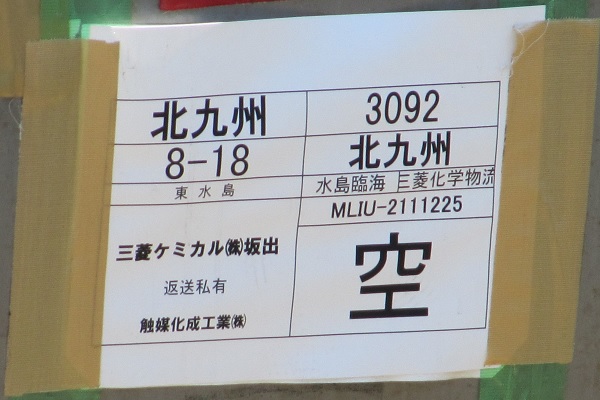 北九州
3092
8-18
北九州
東水島
水島臨海 三菱化学物流
MLIU-2111225
三菱ケミカル㈱坂出
返送私有
触媒化成工業㈱
空